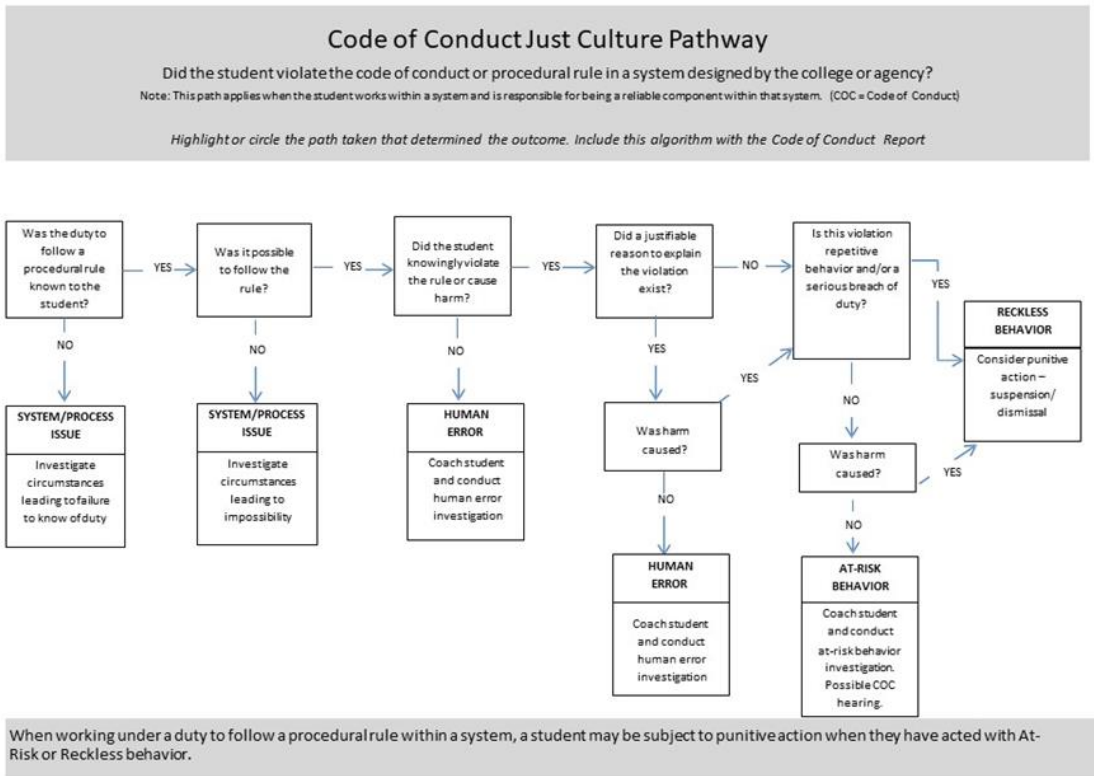 Code of Conduct Just Culture Pathway
Did the student violate the code of conduct or procedural rule in a system designed by the college or agency?
Note: This path applies when the student works within a system and is responsible for being a reliable component within that system. (COC = Code of Conduct)
Highlight or circle the path taken that determined the outcome. Include this algorithm with the Code of Conduct Report
Was the duty to
follow a
procedural rule
known to the
student?
YES
Was it possible
to follow the
rule?
YES
Did the student
knowingly violate
the rule or cause
harm?
YES
Did a justifiable
reason to explain
the violation
exist?
NO
Is this violation
repetitive
behavior and/or a
serious breach of
duty?
YES
RECKLESS
BEHAVIOR
Consider punitive
action –
suspension/
dismissal
NO
SYSTEM/PROCESS
ISSUE
Investigate
circumstances
leading to failure
to know of duty
NO
SYSTEM/PROCESS
ISSUE
Investigate
circumstances
leading to
impossibility
NO
HUMAN
ERROR
Coach student
and conduct
human error
investigation
YES
Was harm
caused?
YES
NO
HUMAN
ERROR
Coach student
and conduct
human error
investigation
NO
Was harm
caused?
YES
NO
AT-RISK
BEHAVIOR
Coach student
and conduct
at-risk behavior
investigation.
Possible COC
hearing.
When working under a duty to follow a procedural rule within a system, a student may be subject to punitive action when they have acted with At-
Risk or Reckless behavior.